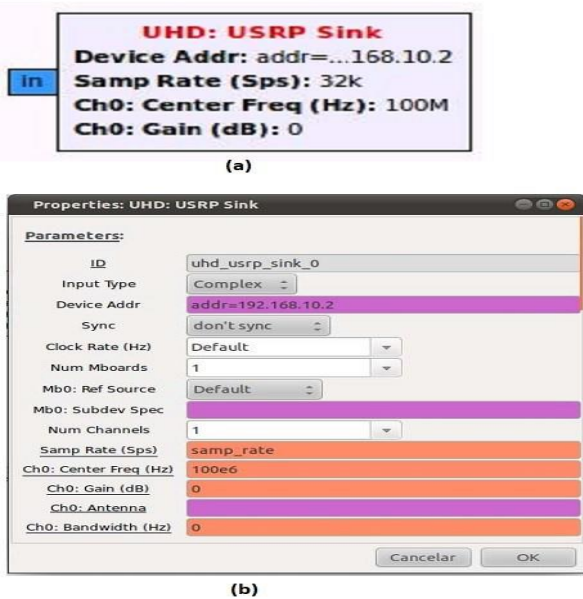 UHD: USRP Sink
Device Addr: addr=...168.10.2
in
Samp Rate (Sps): 32k
Ch0: Center Freq (Hz): 100M
Ch0: Gain (dB): 0
(a)
Properties: UHD: USRP Sink
Parameters:
ID uhd_usrp_sink_0
Input Type Complex
Device Addr addr=192.168.10.2
Sync don't sync
Clock Rate (Hz) Default
Num Mboards 1
Mb0: Ref Source Default
Mb0: Subdev Spec
Num Channels 1
Samp Rate (Sps) samp_rate
Ch0: Center Freq (Hz) 100e6
Ch0: Gain (dB) 0
Ch0: Antenna
Ch0: Bandwidth (Hz) 0
Cancelar OK
(b)